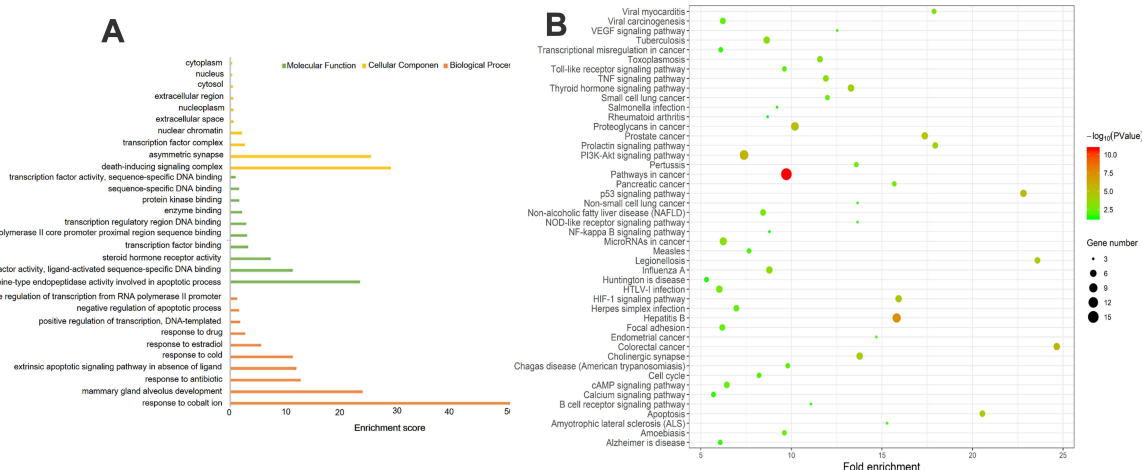 A
Molecular Function Cellular Componen Biological Proce
cytoplasm
nucleus
cytosol
extracellular region
nucleoplasm
extracellular space
nuclear chromatin
transcription factor complex
asymmetric synapse
death-inducing signaling complex
transcription factor activity, sequence-specific DNA binding
sequence-specific DNA binding
protein kinase binding
enzyme binding
transcription regulatory region DNA binding
olymerase II core promoter proximal region sequence binding
transcription factor binding
steroid hormone receptor activity
actor activity, ligand-activated sequence-specific DNA binding
eine-type endopeptidase activity involved in apoptotic process
e regulation of transcription from RNA polymerase II promoter
negative regulation of apoptotic process
positive regulation of transcription, DNA-templated
response to drug
response to estradiol
response to cold
extrinsic apoptotic signaling pathway in absence of ligand
response to antibiotic
mammary gland alveolus development
response to cobalt ion
0 10 20 30 40 50
Enrichment score
B
Viral myocarditis
Viral carcinogenesis
VEGF signaling pathway
Tuberculosis
Transcriptional misregulation in cancer
Toxoplasmosis
Toll-like receptor signaling pathway
TNF signaling pathway
Thyroid hormone signaling pathway
Small cell lung cancer
Salmonella infection
Rheumatoid arthritis
Proteoglycans in cancer
Prostate cancer
Prolactin signaling pathway
PI3K-Akt signaling pathway
Pertussis
Pathways in cancer
Pancreatic cancer
p53 signaling pathway
Non-small cell lung cancer
Non-alcoholic fatty liver disease (NAFLD)
NOD-like receptor signaling pathway
NF-kappa B signaling pathway
MicroRNAs in cancer
Measles
Legionellosis
Influenza A
Huntington is disease
HTLV-I infection
HIF-1 signaling pathway
Herpes simplex infection
Hepatitis B
Focal adhesion
Endometrial cancer
Colorectal cancer
Cholinergic synapse
Chagas disease (American trypanosomiasis)
Cell cycle
cAMP signaling pathway
Calcium signaling pathway
B cell receptor signaling pathway
Apoptosis
Amyotrophic lateral sclerosis (ALS)
Amoebiasis
Alzheimer is disease
5 10 15 20 25
Fold enrichment
−log₁₀(PValue)
10.0
7.5
5.0
2.5
Gene number
3
6
9
12
15